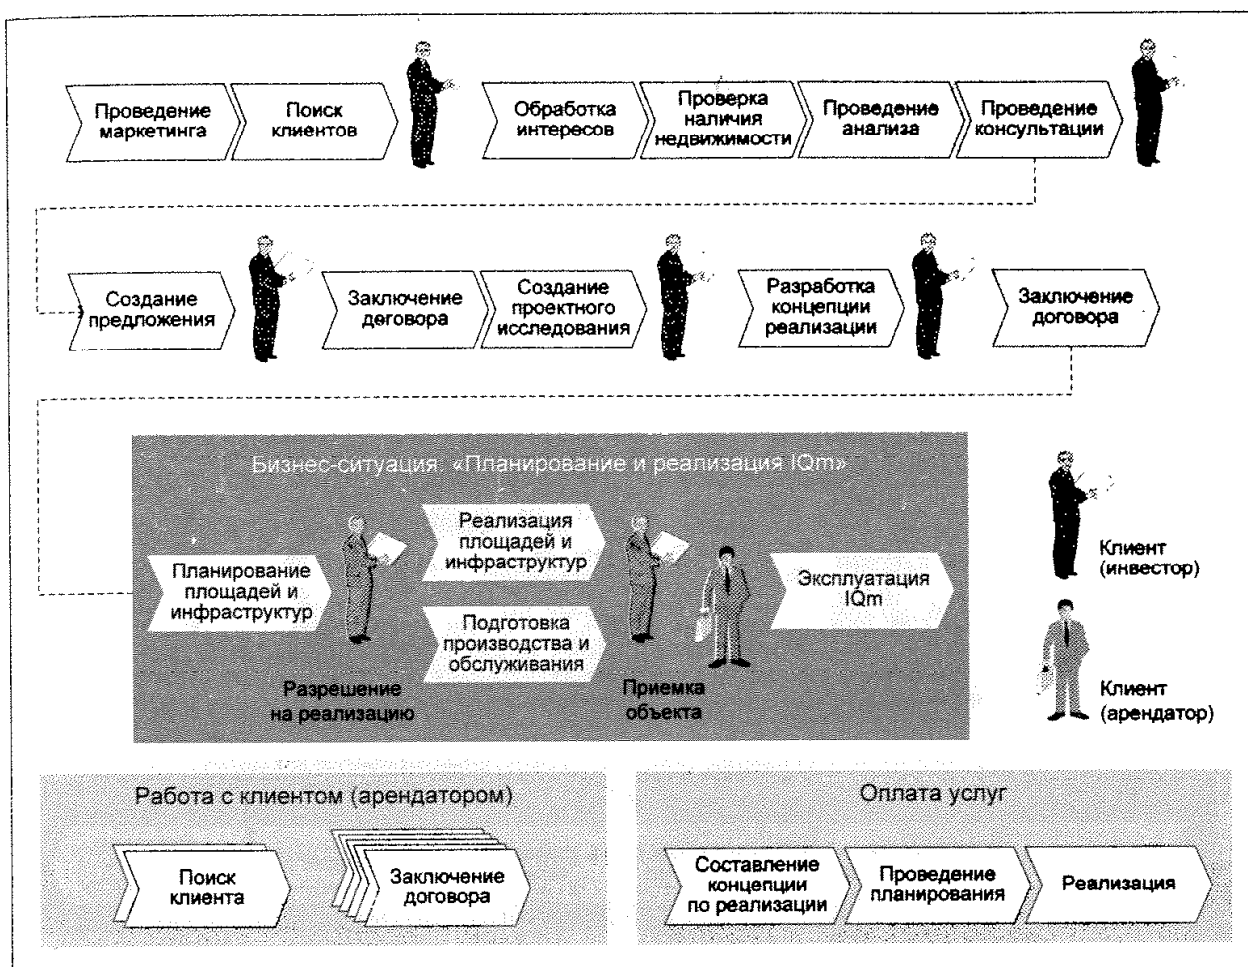 Проведение
маркетинга
Поиск
клиентов
Обработка
интересов
Проверка
наличия
недвижимости
Проведение
анализа
Проведение
консультации
Создание
предложения
Заключение
договора
Создание
проектного
исследования
Разработка
концепции
реализации
Заключение
договора
Бизнес-ситуация «Планирование и реализация IQm»
Планирование
площадей и
инфраструктур
Реализация
площадей и
инфраструктур
Подготовка
производства и
обслуживания
Эксплуатация
IQm
Разрешение
на реализацию
Приемка
объекта
Клиент
(инвестор)
Клиент
(арендатор)
Работа с клиентом (арендатором)
Поиск
клиента
Заключение
договора
Оплата услуг
Составление
концепции
по реализации
Проведение
планирования
Реализация